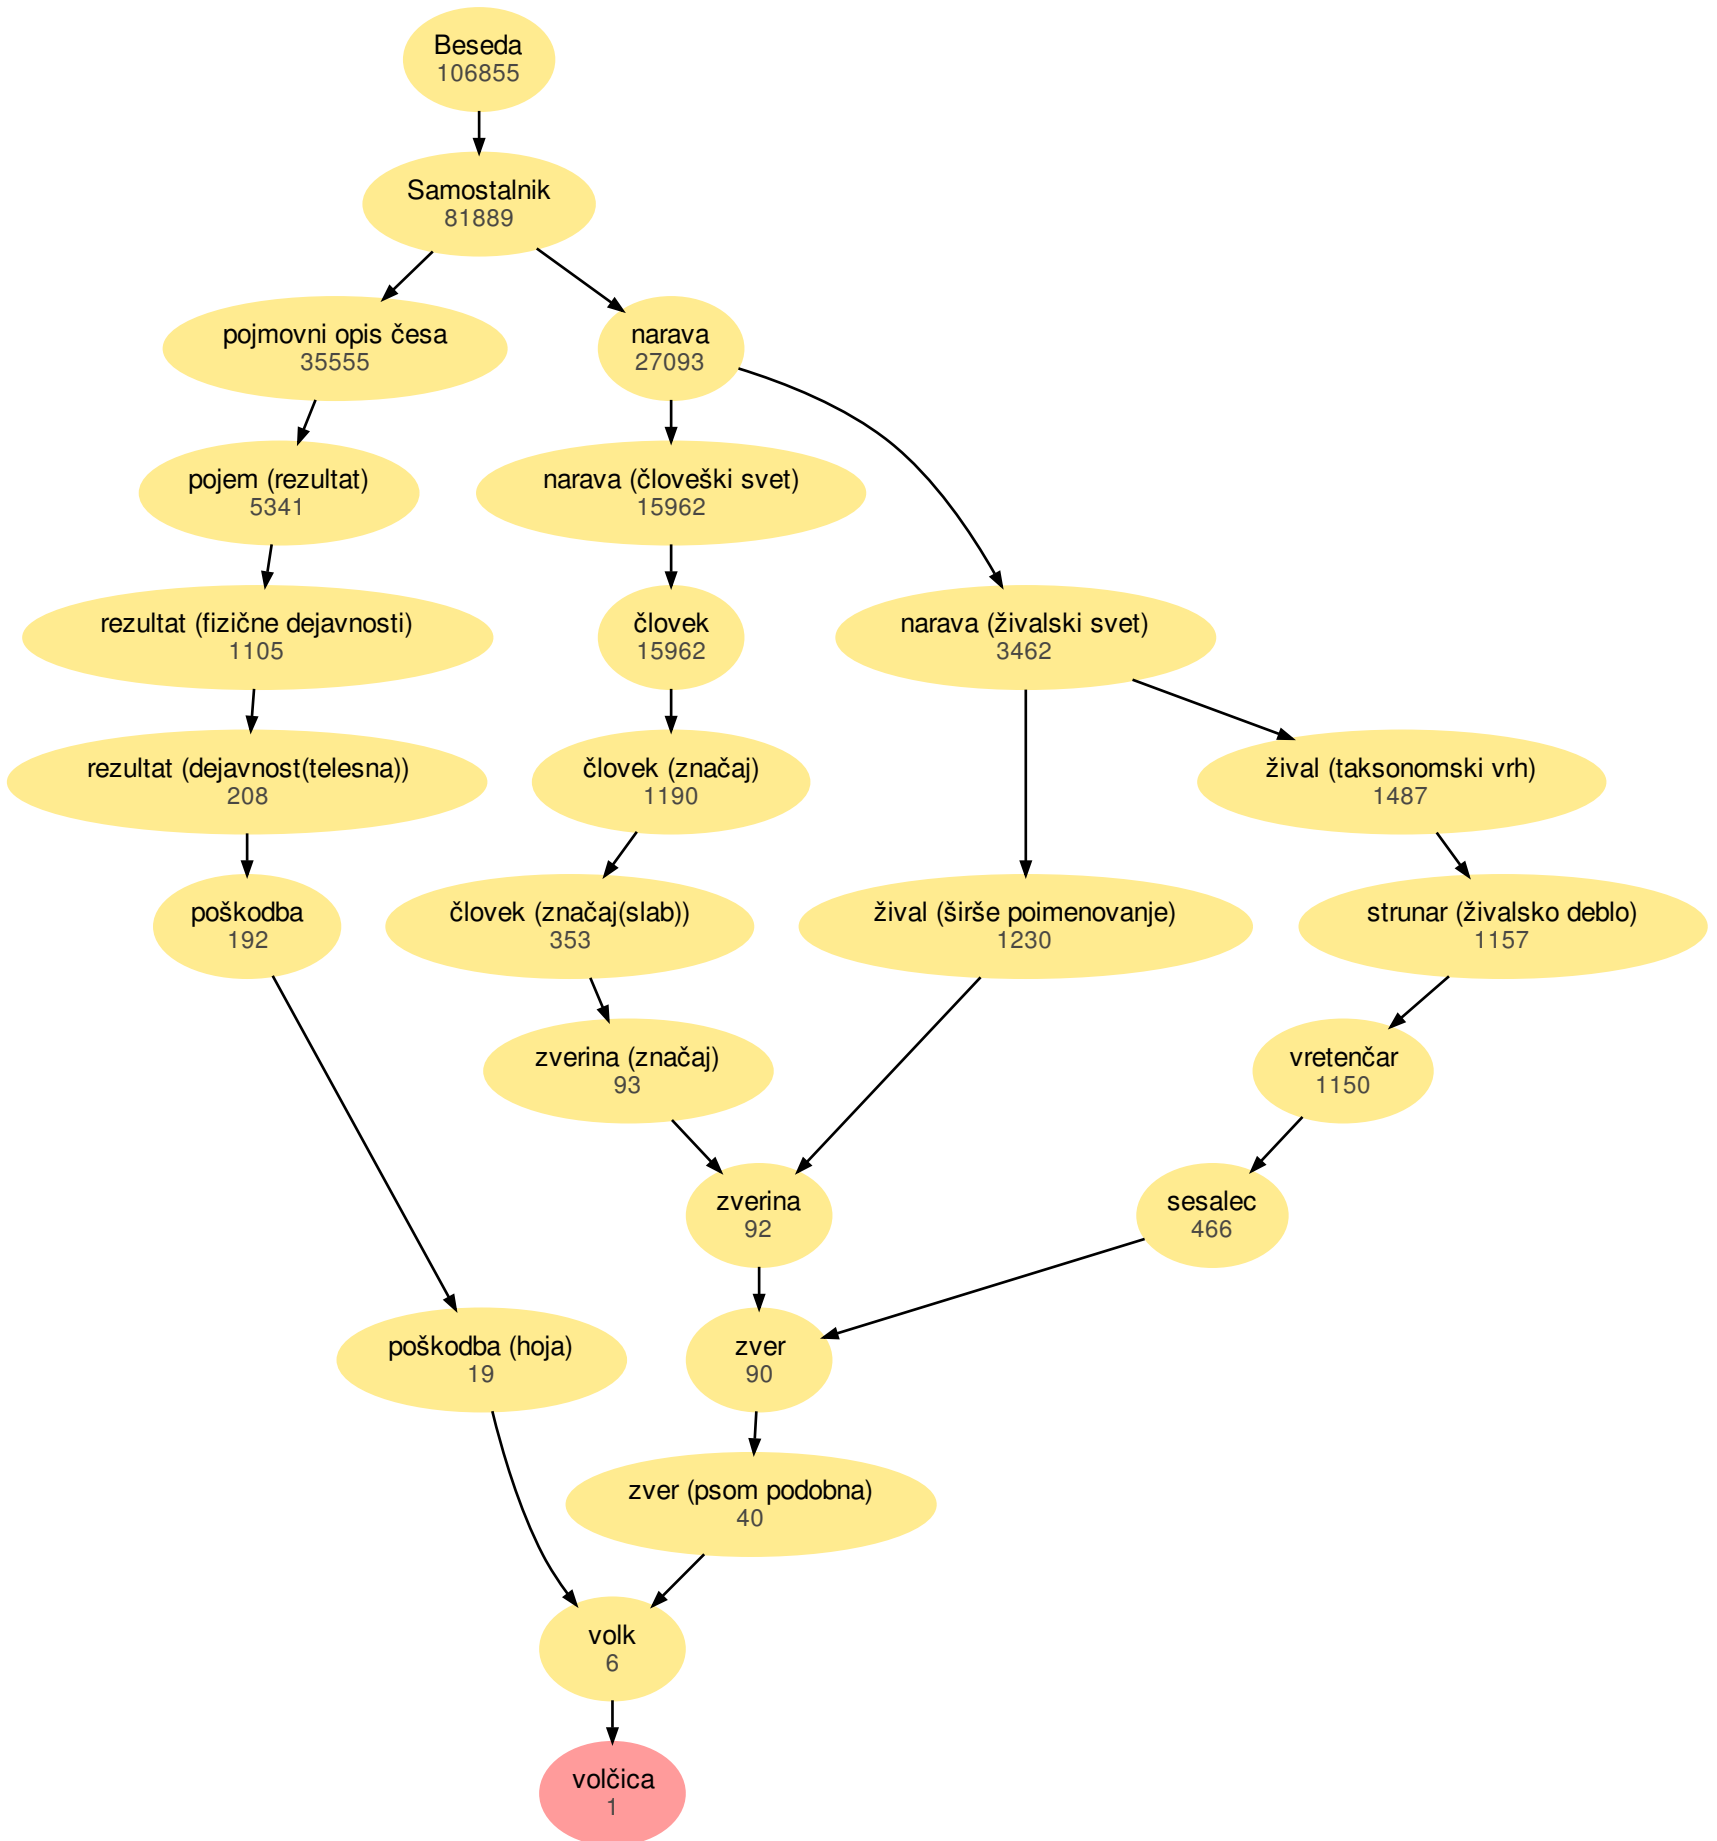 Beseda
106855
Samostalnik
81889
pojmovni opis česa
35555
narava
27093
pojem (rezultat)
5341
narava (človeški svet)
15962
rezultat (fizične dejavnosti)
1105
človek
15962
narava (živalski svet)
3462
rezultat (dejavnost(telesna))
208
človek (značaj)
1190
žival (taksonomski vrh)
1487
poškodba
192
človek (značaj(slab))
353
žival (širše poimenovanje)
1230
strunar (živalsko deblo)
1157
zverina (značaj)
93
vretenčar
1150
zverina
92
sesalec
466
poškodba (hoja)
19
zver
90
zver (psom podobna)
40
volk
6
volčica
1